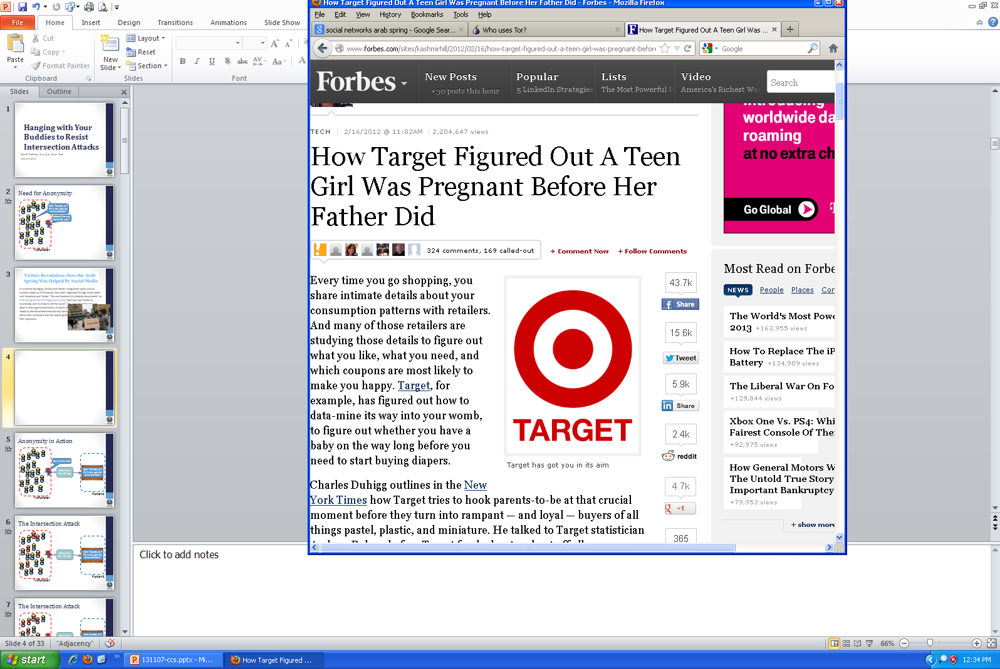 How Target Figured Out A Teen Girl Was Pregnant Before Her Father Did - Forbes - Mozilla Firefox
File
Home
Insert
Design
Transitions
Animations
Slide Show
File Edit View History Bookmarks Tools Help
social networks arab spring - Google Sear...
Who uses Tor?
How Target Figured Out A Teen Girl Was ...
www.forbes.com/sites/kashmirhill/2012/02/16/how-target-figured-out-a-teen-girl-was-pregnant-before
Google
Paste
Cut
Copy
Format Painter
Clipboard
New
Slide
Layout
Reset
Section
Slides
B I U S abc AV Aa A
Font
Forbes
New Posts
+30 posts this hour
Popular
5 LinkedIn Strategies
Lists
The Most Powerful P
Video
America's Richest Wo
Search
Slides
Outline
1
Hanging with Your
Buddies to Resist
Intersection Attacks
2
Need for Anonymity
3
Twitter Revolution: How the Arab
Spring Was Helped By Social Media
4
5
Anonymity in Action
Funland
6
The Intersection Attack
Funland
7
The Intersection Attack
TECH | 2/16/2012 @ 11:02AM | 2,204,647 views
How Target Figured Out A Teen
Girl Was Pregnant Before Her
Father Did
324 comments, 169 called-out
+ Comment Now
+ Follow Comments
Every time you go shopping, you
share intimate details about your
consumption patterns with retailers.
And many of those retailers are
studying those details to figure out
what you like, what you need, and
which coupons are most likely to
make you happy. Target, for
example, has figured out how to
data-mine its way into your womb,
to figure out whether you have a
baby on the way long before you
need to start buying diapers.
TARGET
Target has got you in its aim
Charles Duhigg outlines in the New
York Times how Target tries to hook parents-to-be at that crucial
moment before they turn into rampant — and loyal — buyers of all
things pastel, plastic, and miniature. He talked to Target statistician
43.7k
f Share
15.6k
Tweet
5.9k
in Share
2.4k
reddit
4.7k
g +1
365
introducing
worldwide da
roaming
at no extra ch
Go Global
Most Read on Forbe
NEWS People Places Cor
The World's Most Powe
2013 +163,955 views
How To Replace The iP
Battery +134,909 views
The Liberal War On Fo
+129,844 views
Xbox One Vs. PS4: Whi
Fairest Console Of The
+92,975 views
How General Motors W
The Untold True Story
Important Bankruptcy
+79,953 views
+ show more
Click to add notes
Slide 4 of 33
"Adjacency"
66%
start
131107-ccs.pptx - Mi...
How Target Figured ...
12:34 PM